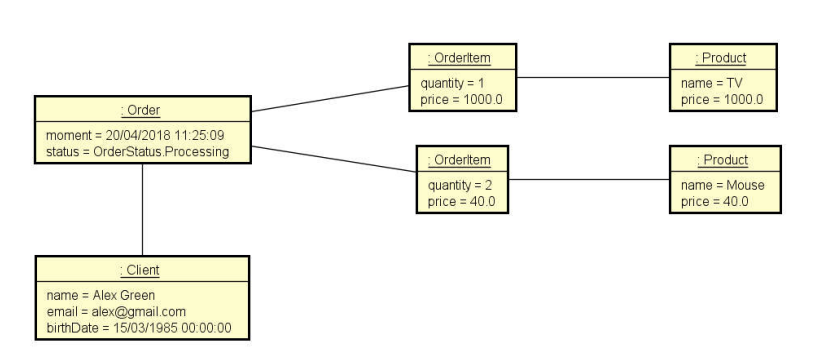 : Order
moment = 20/04/2018 11:25:09
status = OrderStatus.Processing
: OrderItem
quantity = 1
price = 1000.0
: Product
name = TV
price = 1000.0
: OrderItem
quantity = 2
price = 40.0
: Product
name = Mouse
price = 40.0
: Client
name = Alex Green
email = alex@gmail.com
birthDate = 15/03/1985 00:00:00